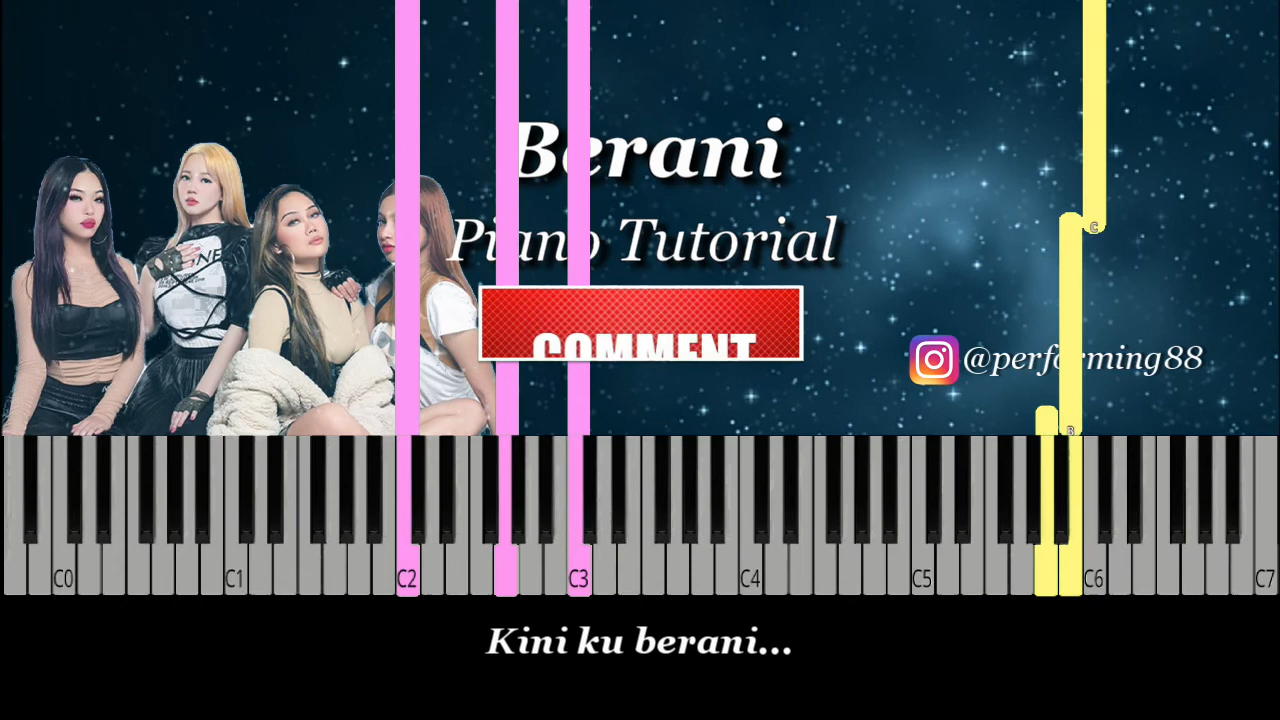 Berani
Piano Tutorial
COMMENT
C
@performing88
B
C0 C1 C2 C3 C4 C5 C6 C7
Kini ku berani...